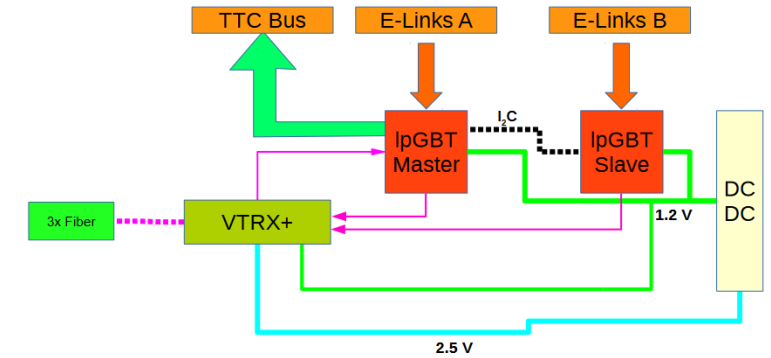 TTC Bus
E-Links A
E-Links B
I2C
lpGBT
Master
lpGBT
Slave
DC
DC
3x Fiber
VTRX+
1.2 V
2.5 V